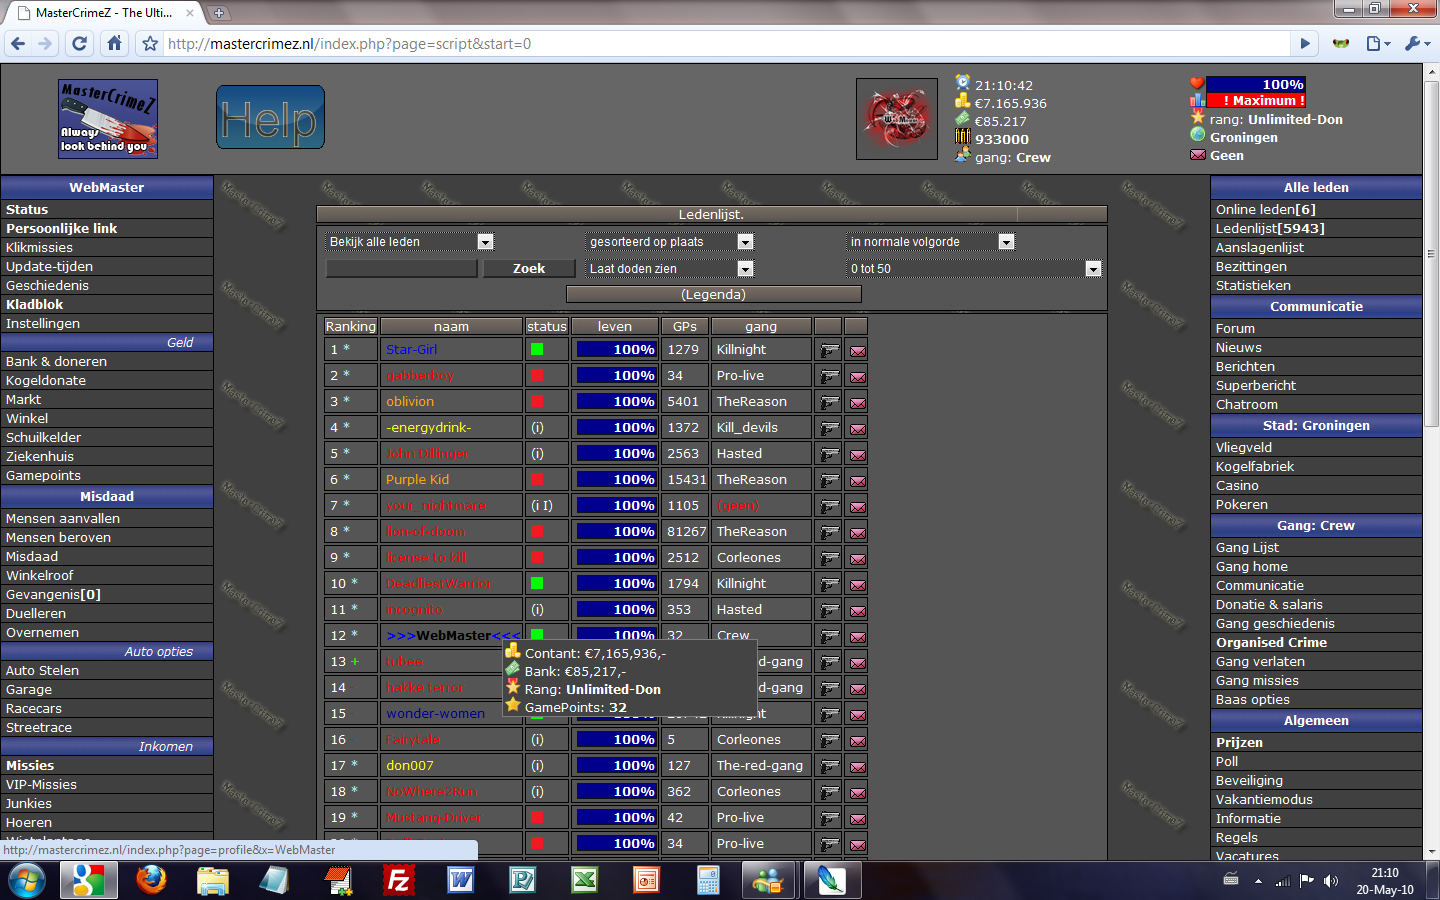 MasterCrimeZ - The Ulti...
http://mastercrimez.nl/index.php?page=script&start=0
MasterCrimeZ
Always
look behind you
Help
21:10:42
€7.165.936
€85.217
933000
gang: Crew
100%
! Maximum !
rang: Unlimited-Don
Groningen
Geen
WebMaster
Status
Persoonlijke link
Klikmissies
Update-tijden
Geschiedenis
Kladblok
Instellingen
Geld
Bank & doneren
Kogeldonate
Markt
Winkel
Schuilkelder
Ziekenhuis
Gamepoints
Misdaad
Mensen aanvallen
Mensen beroven
Misdaad
Winkelroof
Gevangenis[0]
Duelleren
Overnemen
Auto opties
Auto Stelen
Garage
Racecars
Streetrace
Inkomen
Missies
VIP-Missies
Junkies
Hoeren
Ledenlijst.
Bekijk alle leden
gesorteerd op plaats
in normale volgorde
Zoek
Laat doden zien
0 tot 50
(Legenda)
Ranking naam status leven GPs gang
1 * Star-Girl 100% 1279 Killnight
2 * gabberboy 100% 34 Pro-live
3 * oblivion 100% 5401 TheReason
4 * -energydrink- (i) 100% 1372 Kill_devils
5 * John Dillinger (i) 100% 2563 Hasted
6 * Purple Kid 100% 15431 TheReason
7 * your_nightmare (i I) 100% 1105 (geen)
8 * lion-of-doom 100% 81267 TheReason
9 * license to kill 100% 2512 Corleones
10 * DeadliestWarrior 100% 1794 Killnight
11 * incognito (i) 100% 353 Hasted
12 * >>>WebMaster<<< 100% 32 Crew
13 + tubee d-gang
14 hakke terror d-gang
15 wonder-women Killnight
16 Fairytale (i) 100% 5 Corleones
17 * don007 (i) 100% 127 The-red-gang
18 * NoWhere2Run (i) 100% 362 Corleones
19 * Mustang-Driver 100% 42 Pro-live
100% 34 Pro-live
Contant: €7,165,936,-
Bank: €85,217,-
Rang: Unlimited-Don
GamePoints: 32
Alle leden
Online leden[6]
Ledenlijst[5943]
Aanslagenlijst
Bezittingen
Statistieken
Communicatie
Forum
Nieuws
Berichten
Superbericht
Chatroom
Stad: Groningen
Vliegveld
Kogelfabriek
Casino
Pokeren
Gang: Crew
Gang Lijst
Gang home
Communicatie
Donatie & salaris
Gang geschiedenis
Organised Crime
Gang verlaten
Gang missies
Baas opties
Algemeen
Prijzen
Poll
Beveiliging
Vakantiemodus
Informatie
Regels
Vacatures
http://mastercrimez.nl/index.php?page=profile&x=WebMaster
21:10
20-May-10